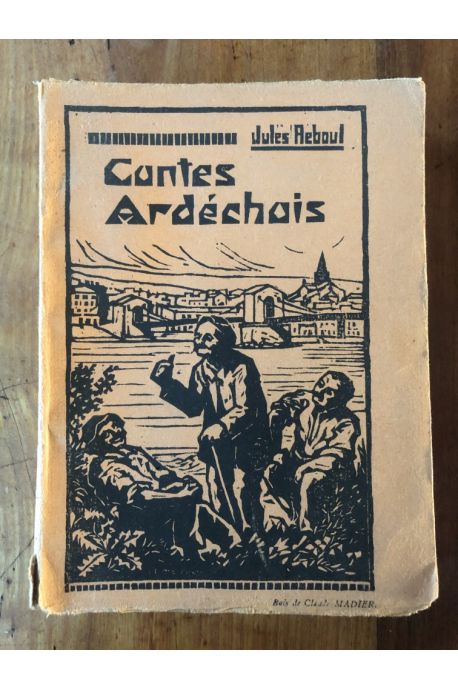 Jules Reboul
Contes
Ardéchois
Bois de Claude MADIER.